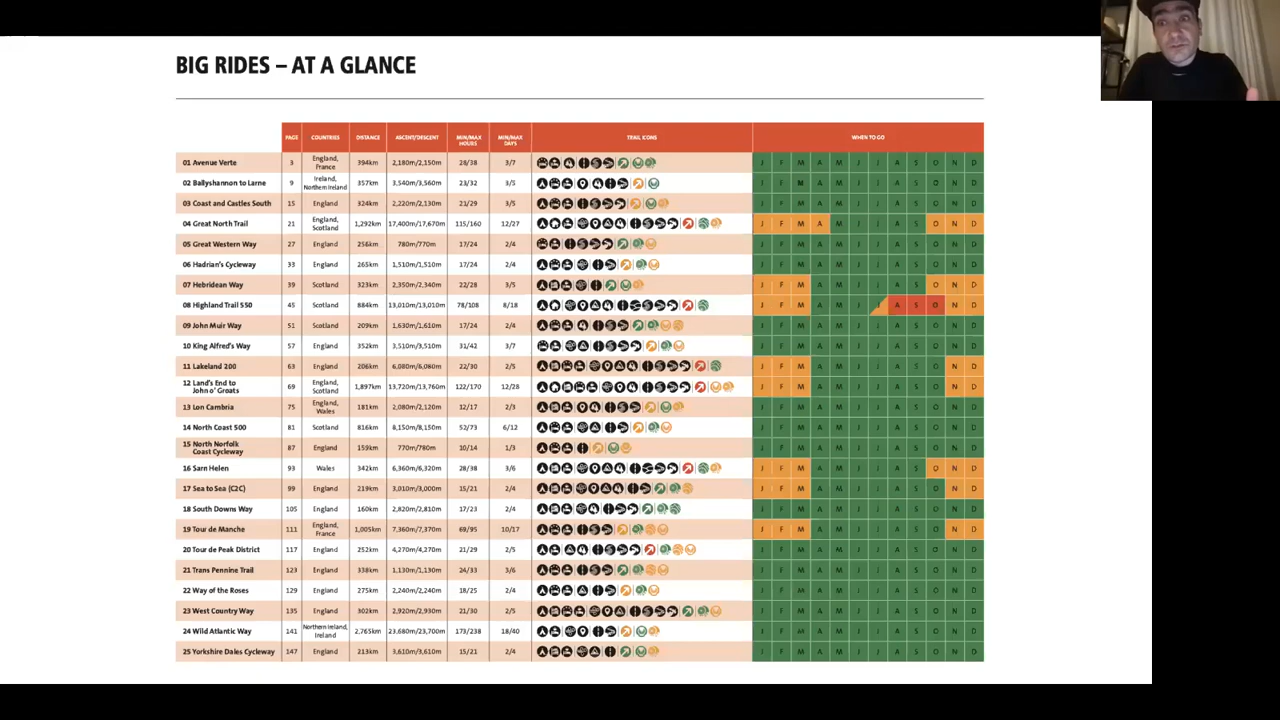 BIG RIDES – AT A GLANCE
PAGE COUNTRIES DISTANCE ASCENT/DESCENT MIN/MAX HOURS MIN/MAX DAYS TRAIL ICONS WHEN TO GO
01 Avenue Verte 3 England, France 394km 2,180m/2,150m 28/38 3/7 J F M A M J J A S O N D
02 Ballyshannon to Larne 9 Ireland, Northern Ireland 357km 3,540m/3,560m 23/32 3/5 J F M A M J J A S O N D
03 Coast and Castles South 15 England 324km 2,220m/2,130m 21/29 3/5 J F M A M J J A S O N D
04 Great North Trail 21 England, Scotland 1,292km 17,400m/17,670m 115/160 12/27 J F M A M J J A S O N D
05 Great Western Way 27 England 256km 780m/770m 17/24 2/4 J F M A M J J A S O N D
06 Hadrian's Cycleway 33 England 265km 1,510m/1,510m 17/24 2/4 J F M A M J J A S O N D
07 Hebridean Way 39 Scotland 323km 2,350m/2,340m 22/28 3/5 J F M A M J J A S O N D
08 Highland Trail 550 45 Scotland 884km 13,010m/13,010m 78/108 8/18 J F M A M J J A S O N D
09 John Muir Way 51 Scotland 209km 1,630m/1,610m 17/24 2/4 J F M A M J J A S O N D
10 King Alfred's Way 57 England 352km 3,510m/3,510m 31/42 3/7 J F M A M J J A S O N D
11 Lakeland 200 63 England 206km 6,080m/6,080m 22/30 2/5 J F M A M J J A S O N D
12 Land's End to John o' Groats 69 England, Scotland 1,897km 13,720m/13,760m 122/170 12/28 J F M A M J J A S O N D
13 Lon Cambria 75 England, Wales 181km 2,080m/2,120m 12/17 2/3 J F M A M J J A S O N D
14 North Coast 500 81 Scotland 816km 8,150m/8,150m 52/73 6/12 J F M A M J J A S O N D
15 North Norfolk Coast Cycleway 87 England 159km 770m/780m 10/14 1/3 J F M A M J J A S O N D
16 Sarn Helen 93 Wales 342km 6,360m/6,320m 28/38 3/6 J F M A M J J A S O N D
17 Sea to Sea (C2C) 99 England 219km 3,010m/3,000m 15/21 2/4 J F M A M J J A S O N D
18 South Downs Way 105 England 160km 2,820m/2,810m 17/23 2/4 J F M A M J J A S O N D
19 Tour de Manche 111 England, France 1,005km 7,360m/7,370m 69/95 10/17 J F M A M J J A S O N D
20 Tour de Peak District 117 England 252km 4,270m/4,270m 21/29 2/5 J F M A M J J A S O N D
21 Trans Pennine Trail 123 England 338km 1,130m/1,130m 24/33 3/6 J F M A M J J A S O N D
22 Way of the Roses 129 England 275km 2,240m/2,240m 18/25 2/4 J F M A M J J A S O N D
23 West Country Way 135 England 302km 2,920m/2,930m 21/30 2/5 J F M A M J J A S O N D
24 Wild Atlantic Way 141 Northern Ireland, Ireland 2,765km 23,680m/23,700m 173/238 18/40 J F M A M J J A S O N D
25 Yorkshire Dales Cycleway 147 England 213km 3,610m/3,610m 15/21 2/4 J F M A M J J A S O N D